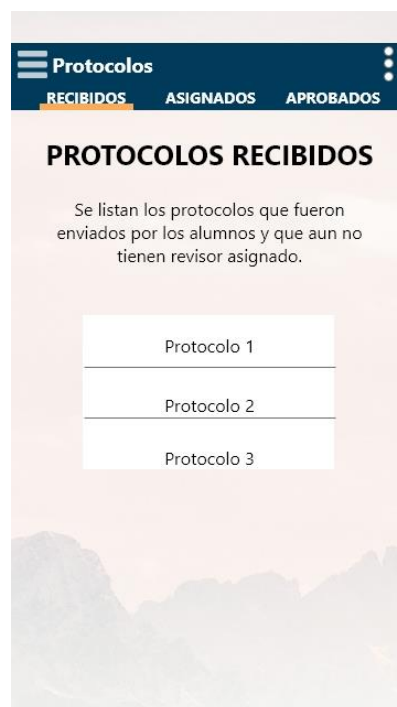 Protocolos
RECIBIDOS ASIGNADOS APROBADOS
PROTOCOLOS RECIBIDOS
Se listan los protocolos que fueron
enviados por los alumnos y que aun no
tienen revisor asignado.
Protocolo 1
Protocolo 2
Protocolo 3